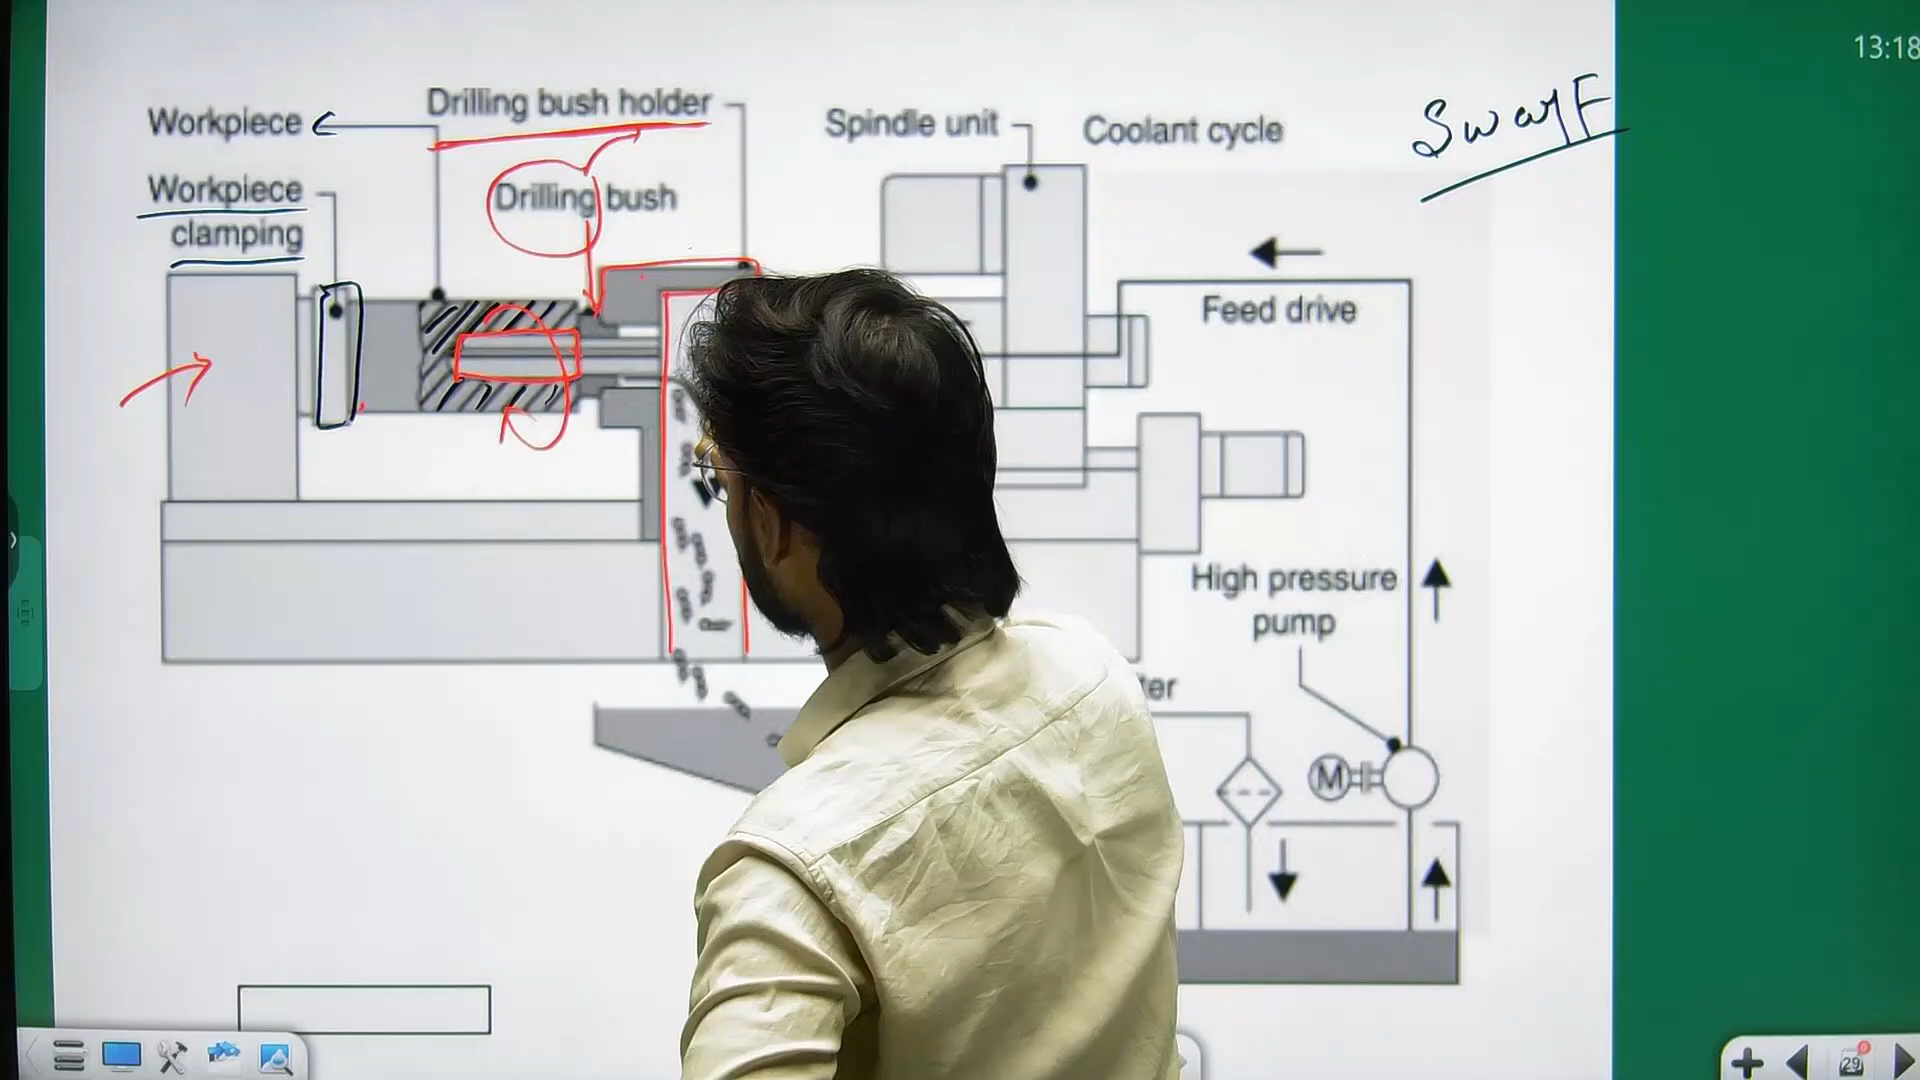 13:18
Workpiece
Drilling bush holder
Spindle unit
Coolant cycle
Swarf
Workpiece
clamping
Drilling bush
Feed drive
High pressure
pump
ter
M
29